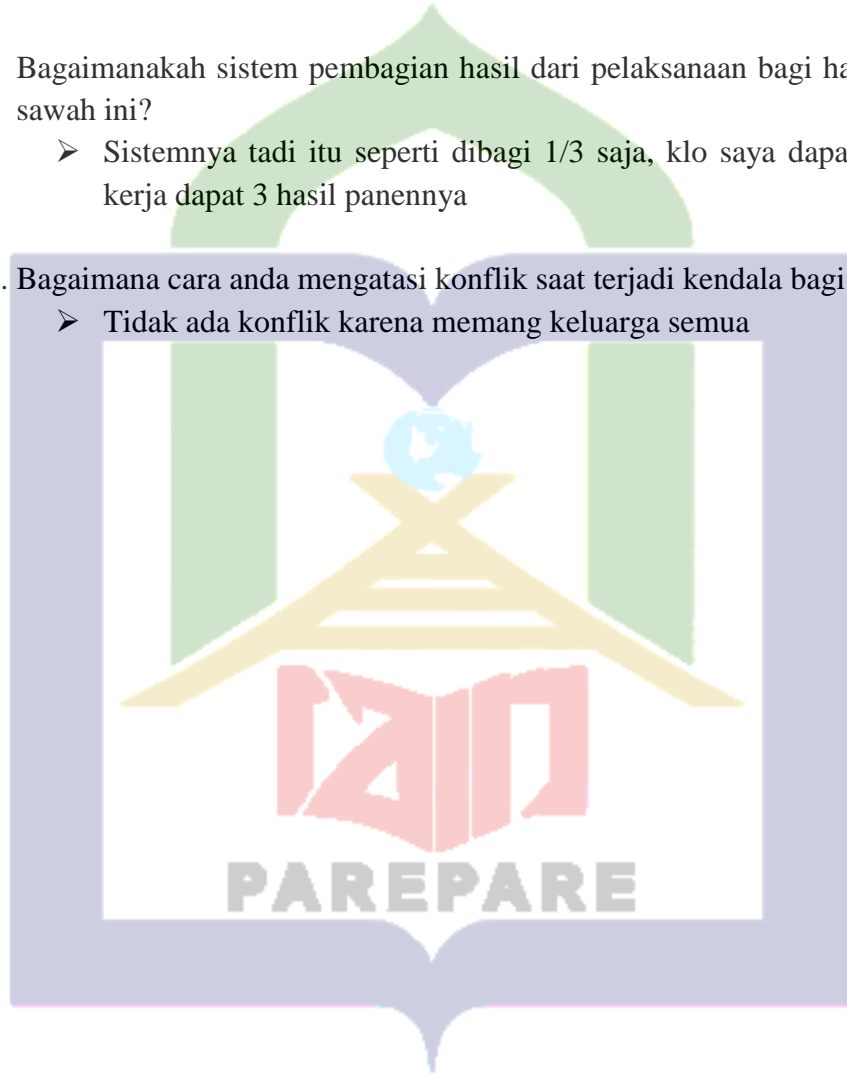 Bagaimanakah sistem pembagian hasil dari pelaksanaan bagi ha
sawah ini?
➢ Sistemnya tadi itu seperti dibagi 1/3 saja, klo saya dapa
kerja dapat 3 hasil panennya
. Bagaimana cara anda mengatasi konflik saat terjadi kendala bagi
➢ Tidak ada konflik karena memang keluarga semua
iain
PAREPARE